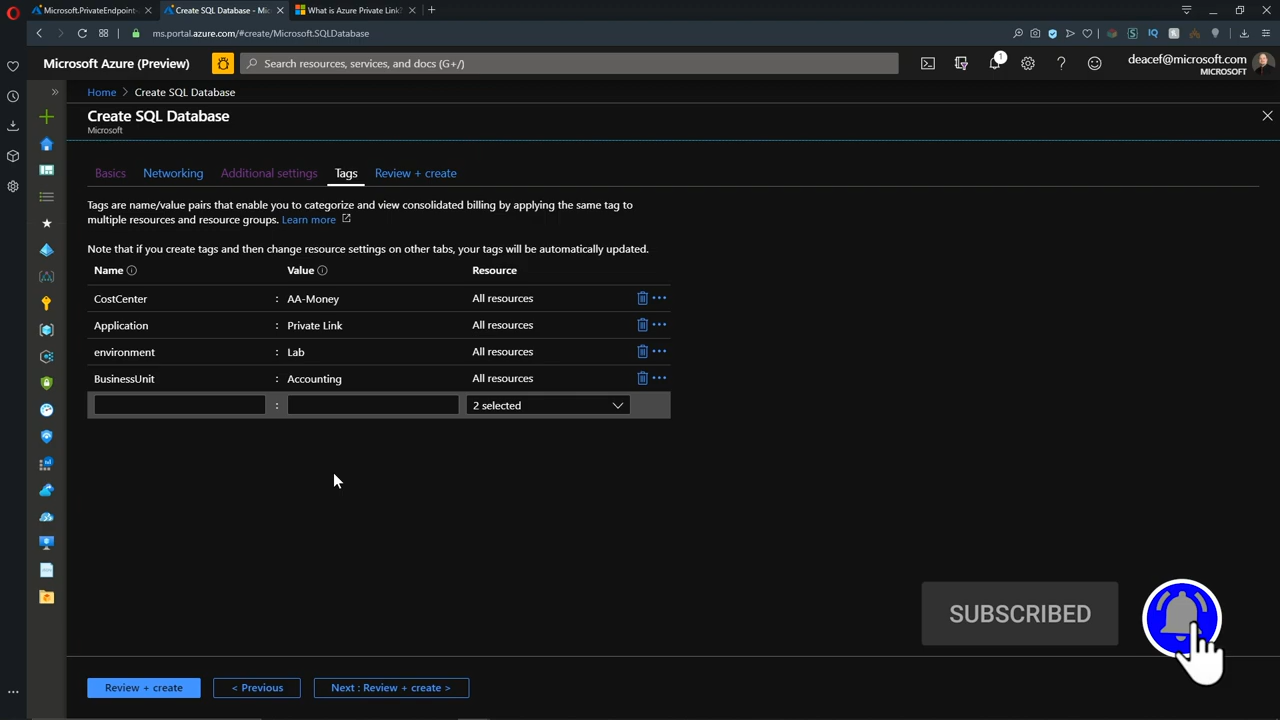 Microsoft.PrivateEndpoint-
Create SQL Database - Mic
What is Azure Private Link?
ms.portal.azure.com/#create/Microsoft.SQLDatabase
Microsoft Azure (Preview)
Search resources, services, and docs (G+/)
1
deacef@microsoft.com
MICROSOFT
Home > Create SQL Database
Create SQL Database
Microsoft
Basics
Networking
Additional settings
Tags
Review + create
Tags are name/value pairs that enable you to categorize and view consolidated billing by applying the same tag to
multiple resources and resource groups. Learn more
Note that if you create tags and then change resource settings on other tabs, your tags will be automatically updated.
Name Value Resource
CostCenter : AA-Money All resources
Application : Private Link All resources
environment : Lab All resources
BusinessUnit : Accounting All resources
: 2 selected
SUBSCRIBED
Review + create
< Previous
Next : Review + create >